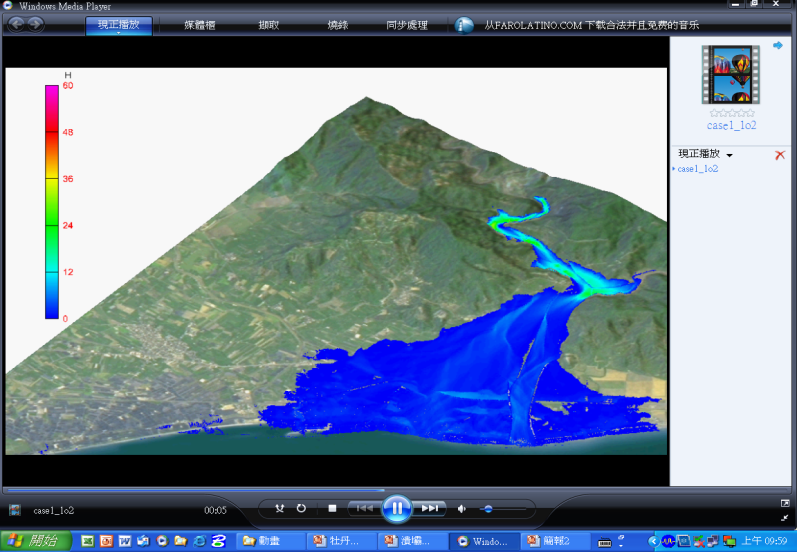 Windows Media Player
現正播放 媒體櫃 擷取 燒錄 同步處理 从FAROLATINO.COM 下载合法并且免费的音乐
H
60
48
36
24
12
0
case1_1o2
現正播放
case1_1o2
case1_1o2 00:05
開始 動畫 牡丹... 潰壩... Windo... 簡報2 上午 09:59